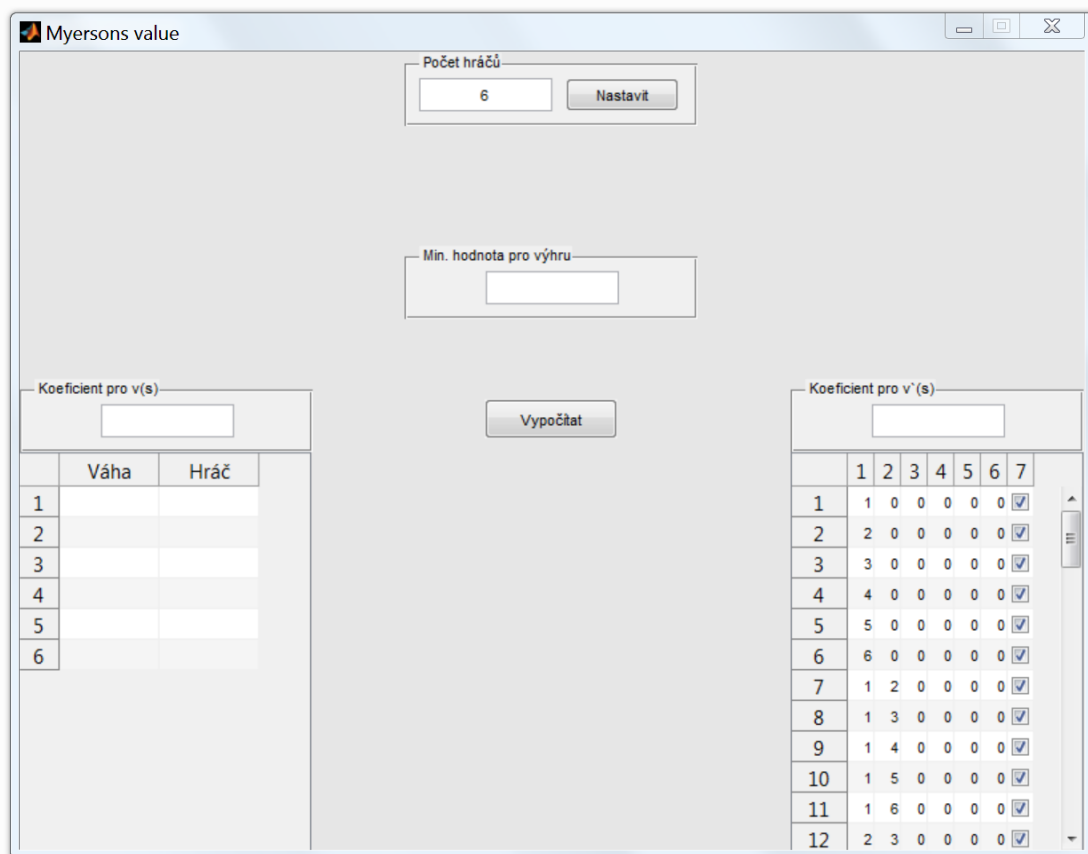 Myersons value
Počet hráčů
6 Nastavit
Min. hodnota pro výhru
Koeficient pro v(s)
Vypočítat
Koeficient pro v`(s)
Váha Hráč
1
2
3
4
5
6
1 2 3 4 5 6 7
1 1 0 0 0 0 0
2 2 0 0 0 0 0
3 3 0 0 0 0 0
4 4 0 0 0 0 0
5 5 0 0 0 0 0
6 6 0 0 0 0 0
7 1 2 0 0 0 0
8 1 3 0 0 0 0
9 1 4 0 0 0 0
10 1 5 0 0 0 0
11 1 6 0 0 0 0
12 2 3 0 0 0 0